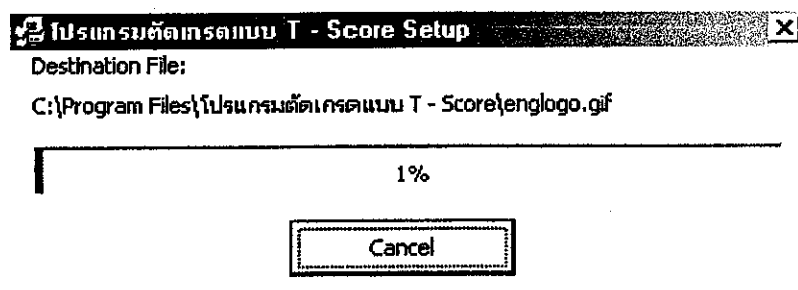 โปรแกรมตัดเกรดแบบ T - Score Setup
Destination File:
C:\Program Files\โปรแกรมตัดเกรดแบบ T - Score\englogo.gif
1%
Cancel